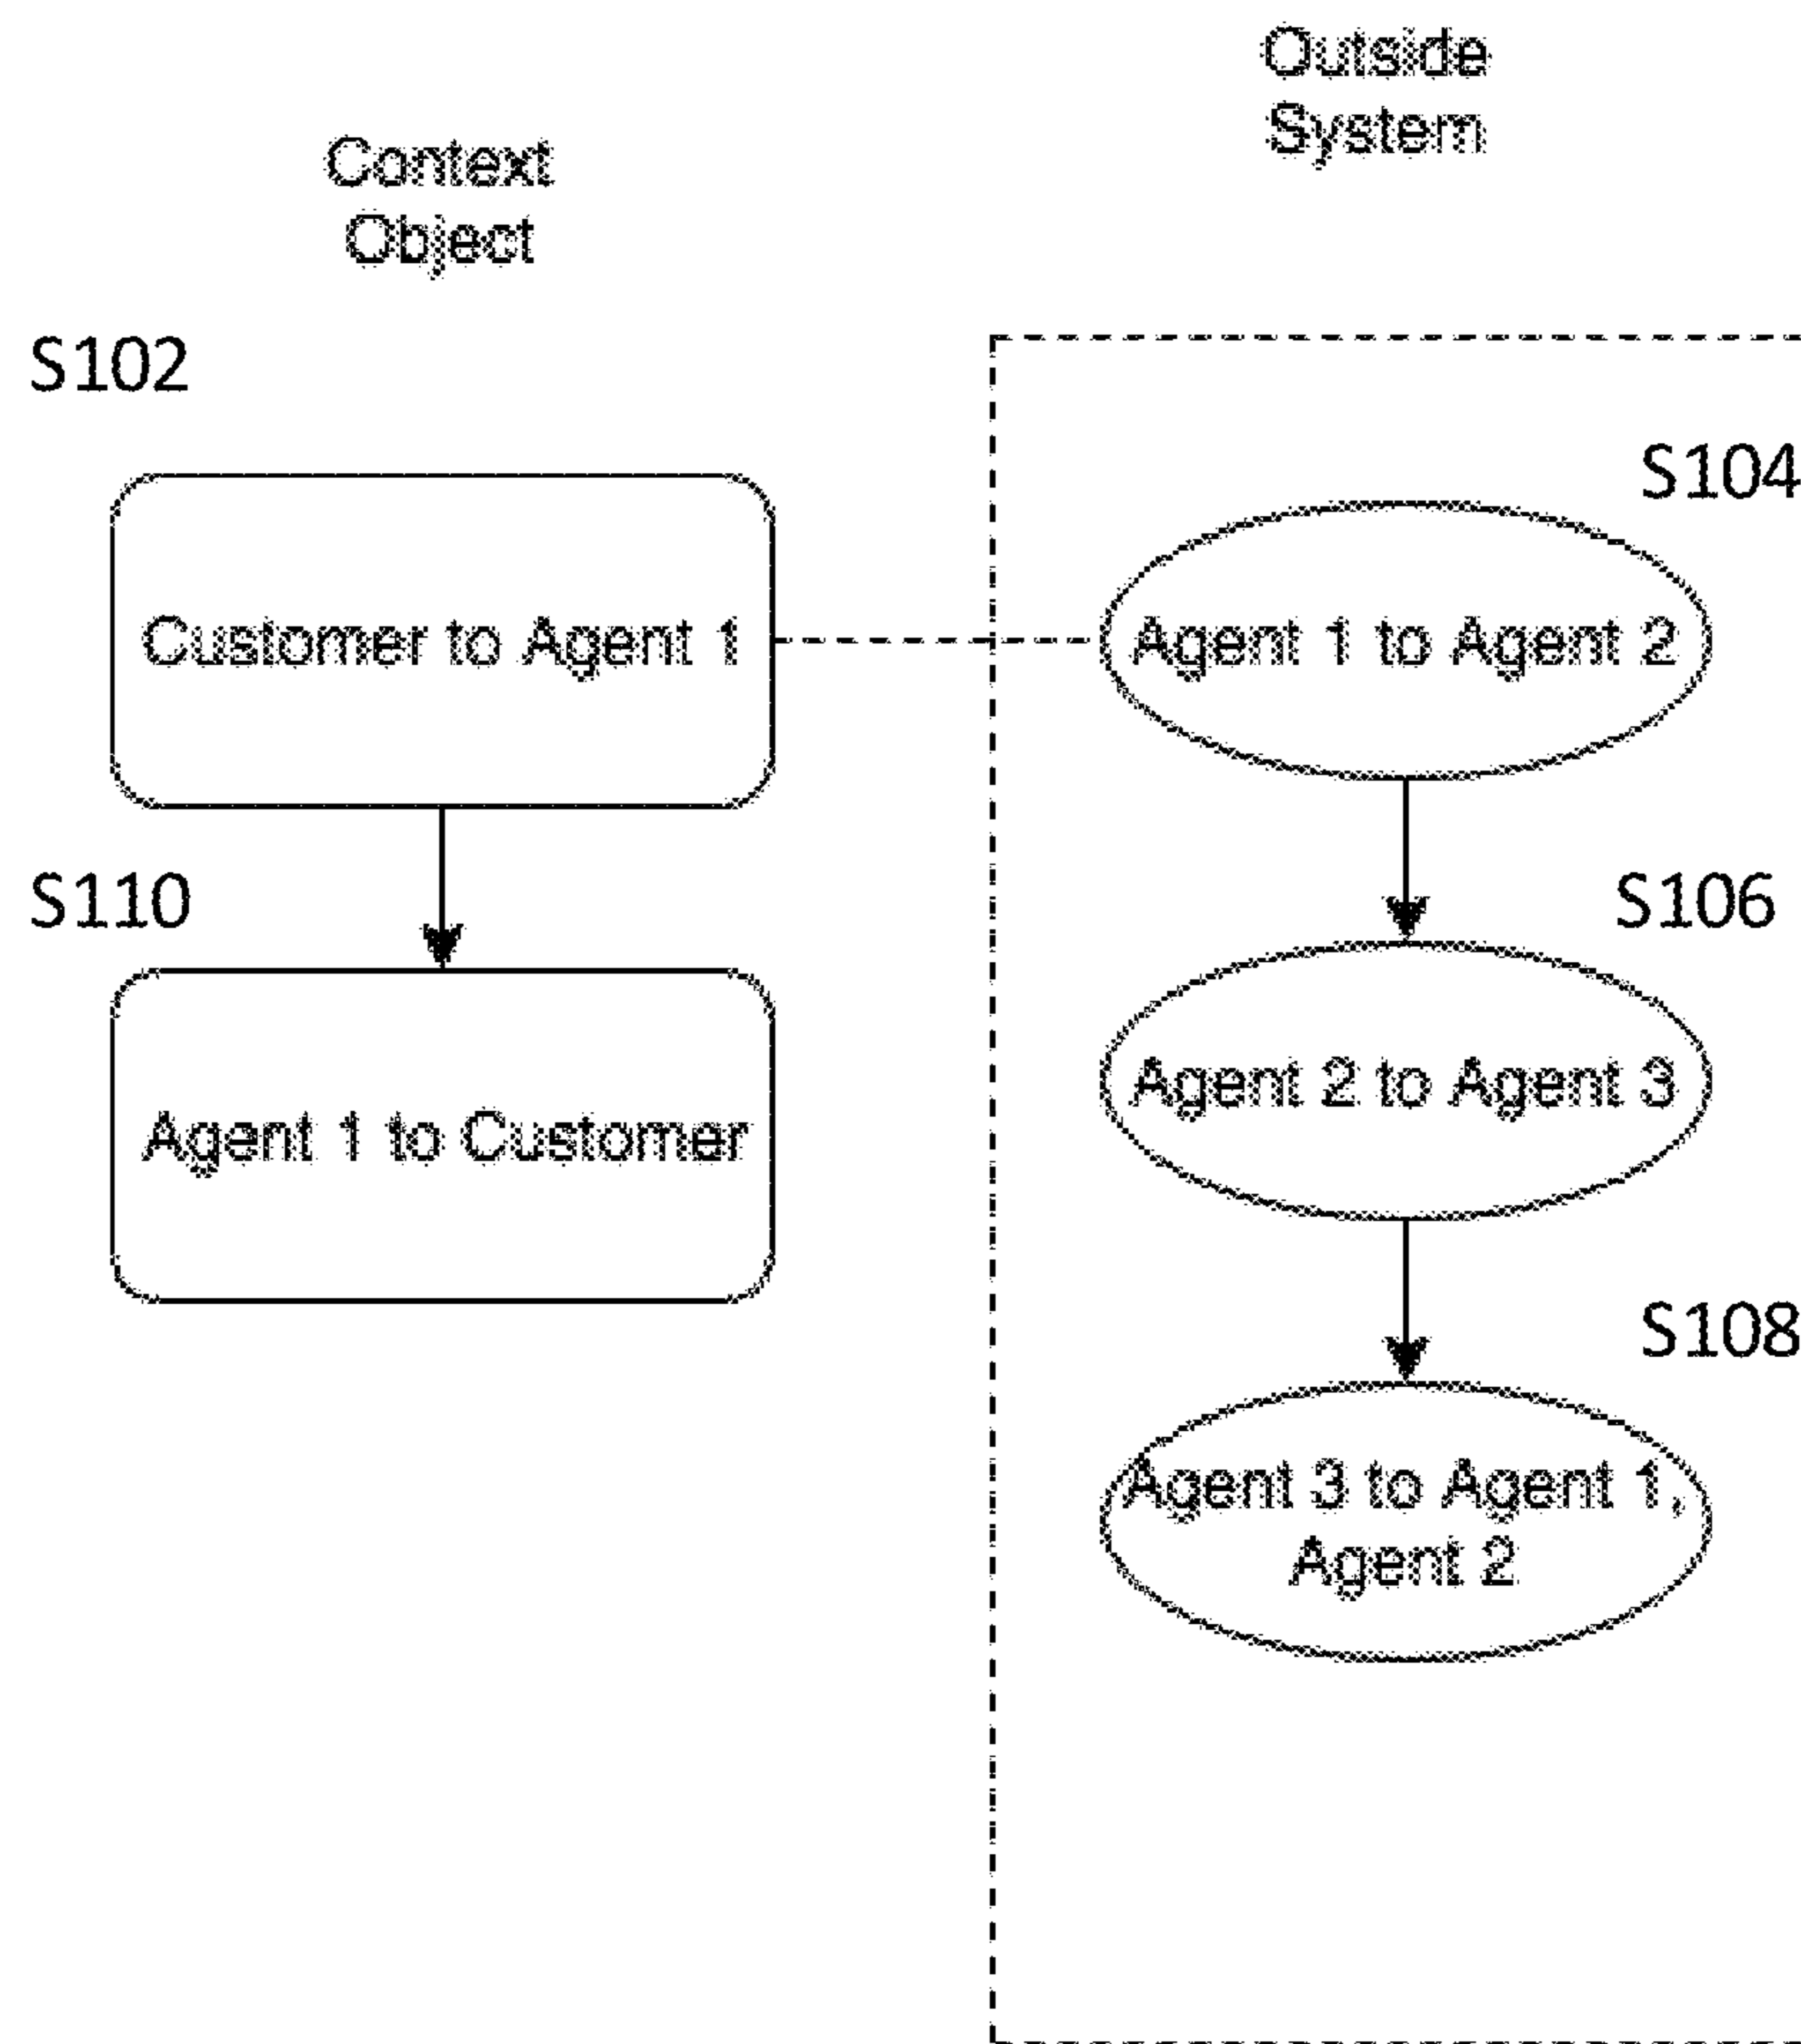 Outside
System
Context
Object
S102
S104
Customer to Agent 1
Agent 1 to Agent 2
S110
S106
Agent 1 to Customer
Agent 2 to Agent 3
S108
Agent 3 to Agent 1,
Agent 2